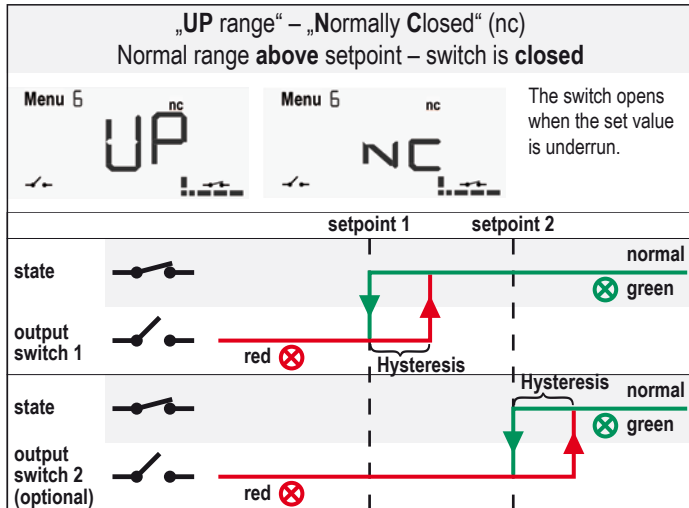 „UP range“ – „Normally Closed“ (nc)
Normal range above setpoint – switch is closed
Menu 6
nc
UP
Menu 6
nc
NC
The switch opens
when the set value
is underrun.
setpoint 1 setpoint 2
state
normal
green
output
switch 1
red
Hysteresis
state
Hysteresis
normal
green
output
switch 2
(optional)
red